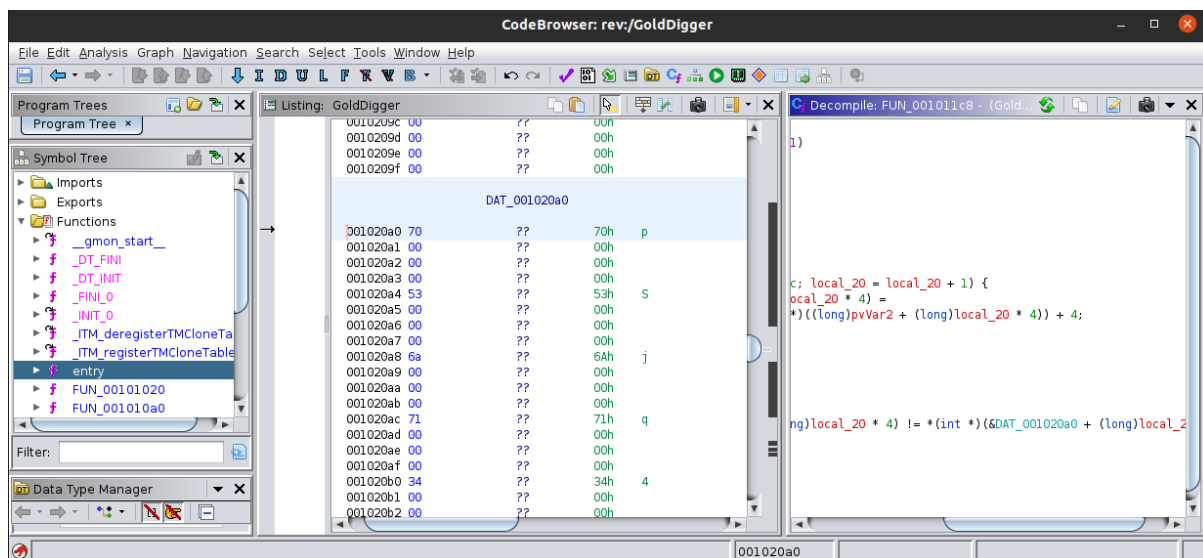 CodeBrowser: rev:/GoldDigger
File Edit Analysis Graph Navigation Search Select Tools Window Help
I D U L F B
Program Trees
Program Tree ×
Symbol Tree
Imports
Exports
Functions
__gmon_start__
_DT_FINI
_DT_INIT
_FINI_0
_INIT_0
_ITM_deregisterTMCloneTa
_ITM_registerTMCloneTable
entry
FUN_00101020
FUN_001010a0
Filter:
Data Type Manager
Listing: GoldDigger
0010209c 00 ?? 00h
0010209d 00 ?? 00h
0010209e 00 ?? 00h
0010209f 00 ?? 00h
DAT_001020a0
001020a0 70 ?? 70h p
001020a1 00 ?? 00h
001020a2 00 ?? 00h
001020a3 00 ?? 00h
001020a4 53 ?? 53h S
001020a5 00 ?? 00h
001020a6 00 ?? 00h
001020a7 00 ?? 00h
001020a8 6a ?? 6Ah j
001020a9 00 ?? 00h
001020aa 00 ?? 00h
001020ab 00 ?? 00h
001020ac 71 ?? 71h q
001020ad 00 ?? 00h
001020ae 00 ?? 00h
001020af 00 ?? 00h
001020b0 34 ?? 34h 4
001020b1 00 ?? 00h
001020b2 00 ?? 00h
Decompile: FUN_001011c8 - (Gold...
1)
c; local_20 = local_20 + 1) {
ocal_20 * 4) =
*)((long)pvVar2 + (long)local_20 * 4)) + 4;
ng)local_20 * 4) != *(int *)(&DAT_001020a0 + (long)local_2
001020a0